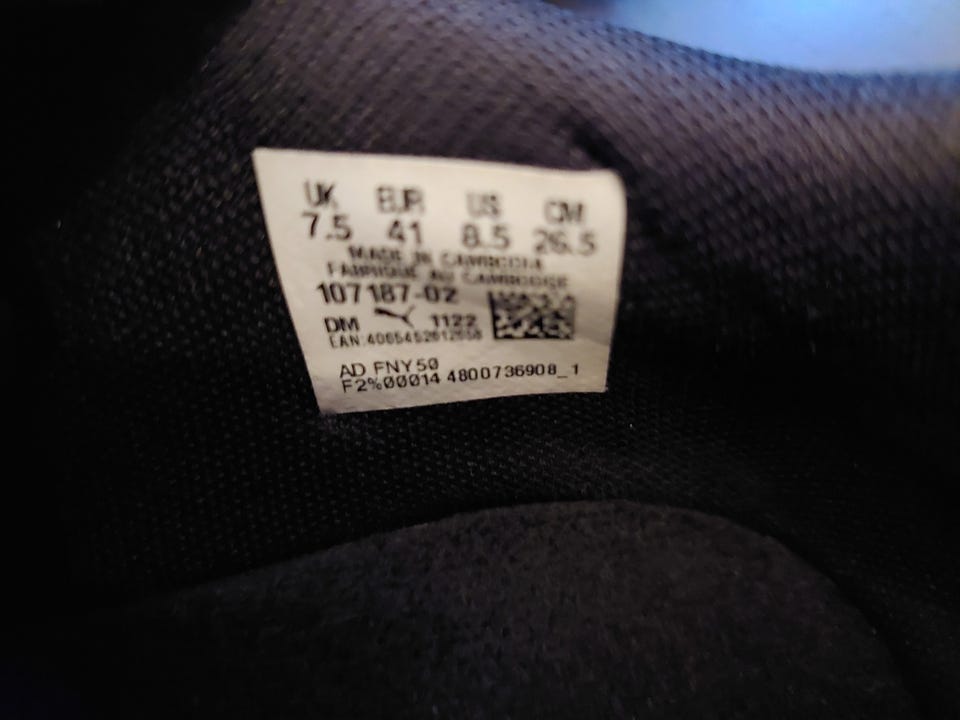 UK EUR US CM
7.5 41 8.5 26.5
MADE IN CAMBODIA
FABRIQUE AU CAMBODGE
107187-02
DM 1122
EAN:
AD FNY50
F2%00014 4800736908_1